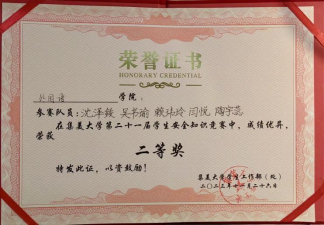 荣誉证书
HONORARY CREDENTIAL
外国语 学院:
参赛队员: 沈泽铵 吴书瑜 赖玮玲 闫悦 陶宇蕊
在集美大学第二十一届学生安全知识竞赛中,成绩优异,
荣获
二等奖
特发此证,以资鼓励!
集美大学学生工作部(处)
二〇二三年十二月二十六日